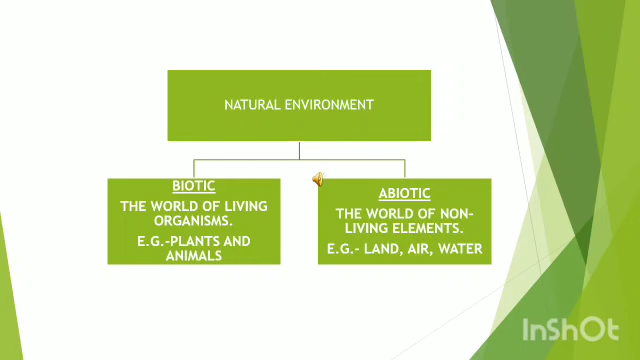 NATURAL ENVIRONMENT
BIOTIC
THE WORLD OF LIVING
ORGANISMS.
E.G.-PLANTS AND
ANIMALS
ABIOTIC
THE WORLD OF NON-
LIVING ELEMENTS.
E.G.- LAND, AIR, WATER
InShOt